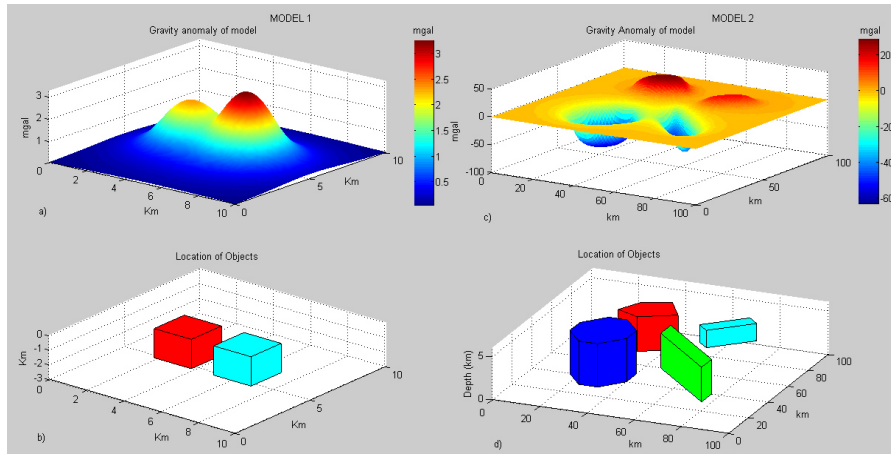 MODEL 1
Gravity anomaly of model
mgal
3
2
1
0
mgal
2 4 6 8 10
Km
0 5 10
Km
3
2.5
2
1.5
1
0.5
mgal
a)
MODEL 2
Gravity Anomaly of model
mgal
50
0
-50
-100
0 20 40 60 80 100
km
0 50 100
km
20
0
-20
-40
-60
c)
Location of Objects
0
-1
-2
-3
Km
0 2 4 6 8 10
Km
0 5 10
Km
b)
Location of Objects
5
0
Depth (km)
0 20 40 60 80 100
km
0 20 40 60 80 100
km
d)